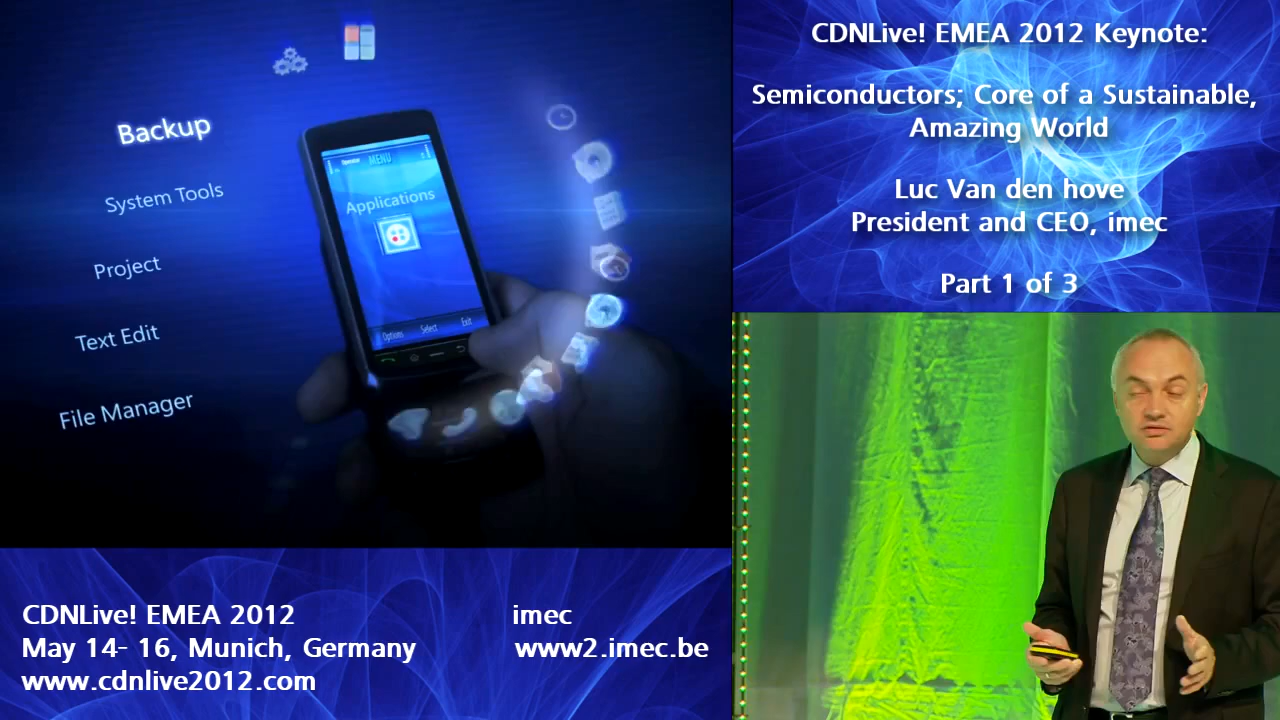 Backup
System Tools
Project
Text Edit
File Manager
Operator MENU
Applications
Options Select Exit
CDNLive! EMEA 2012 Keynote:
Semiconductors; Core of a Sustainable,
Amazing World
Luc Van den hove
President and CEO, imec
Part 1 of 3
CDNLive! EMEA 2012
May 14- 16, Munich, Germany
www.cdnlive2012.com
imec
www2.imec.be